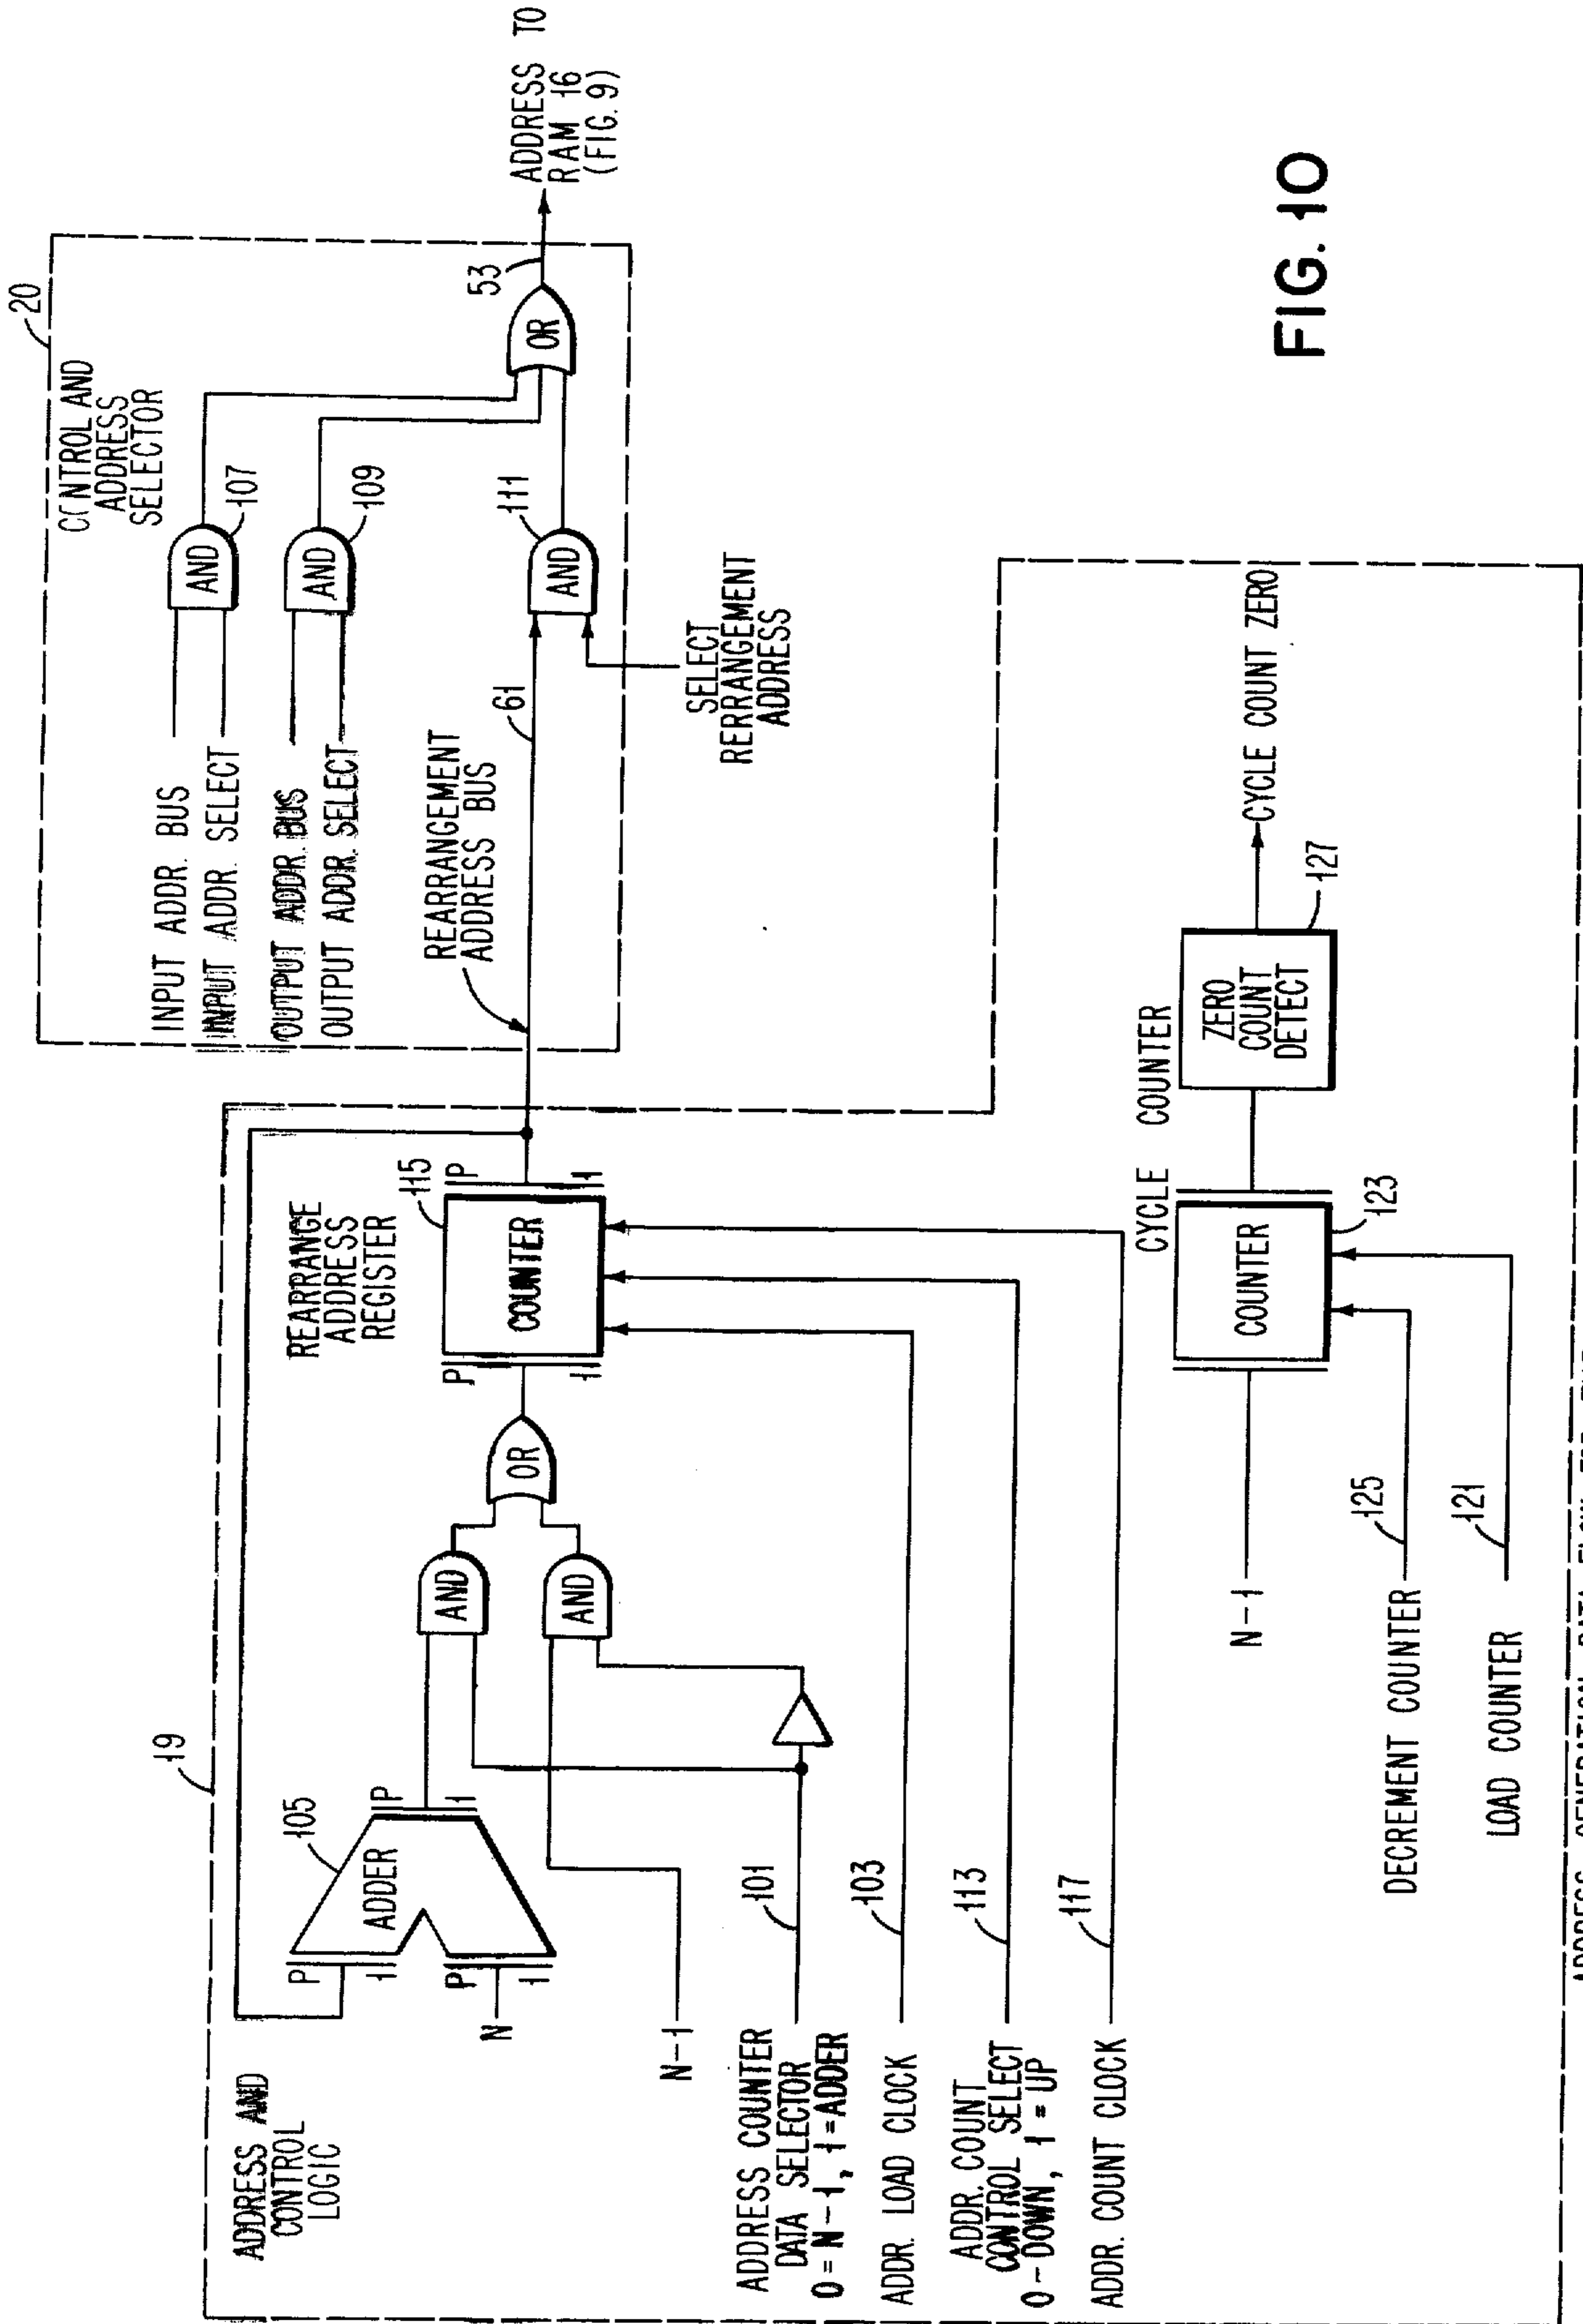 20
CONTROL AND
ADDRESS
SELECTOR
INPUT ADDR. BUS
INPUT ADDR. SELECT
AND
107
OUTPUT ADDR. BUS
OUTPUT ADDR. SELECT
AND
109
REARRANGEMENT
ADDRESS BUS
61
AND
111
SELECT
RERRANGEMENT
ADDRESS
OR
53
ADDRESS TO
RAM 16
(FIG. 9)
19
ADDRESS AND
CONTROL
LOGIC
P
1
P
1
N
ADDER
105
P
1
AND
AND
OR
REARRANGE
ADDRESS
REGISTER
P
1
COUNTER
115
P
1
N-1
ADDRESS COUNTER
DATA SELECTOR
0 = N-1, 1 = ADDER
101
ADDR. LOAD CLOCK
103
ADDR. COUNT
CONTROL SELECT
0 - DOWN, 1 = UP
113
ADDR. COUNT CLOCK
117
CYCLE COUNTER
N-1
COUNTER
123
ZERO
COUNT
DETECT
127
CYCLE COUNT ZERO
DECREMENT COUNTER
125
LOAD COUNTER
121
FIG. 10